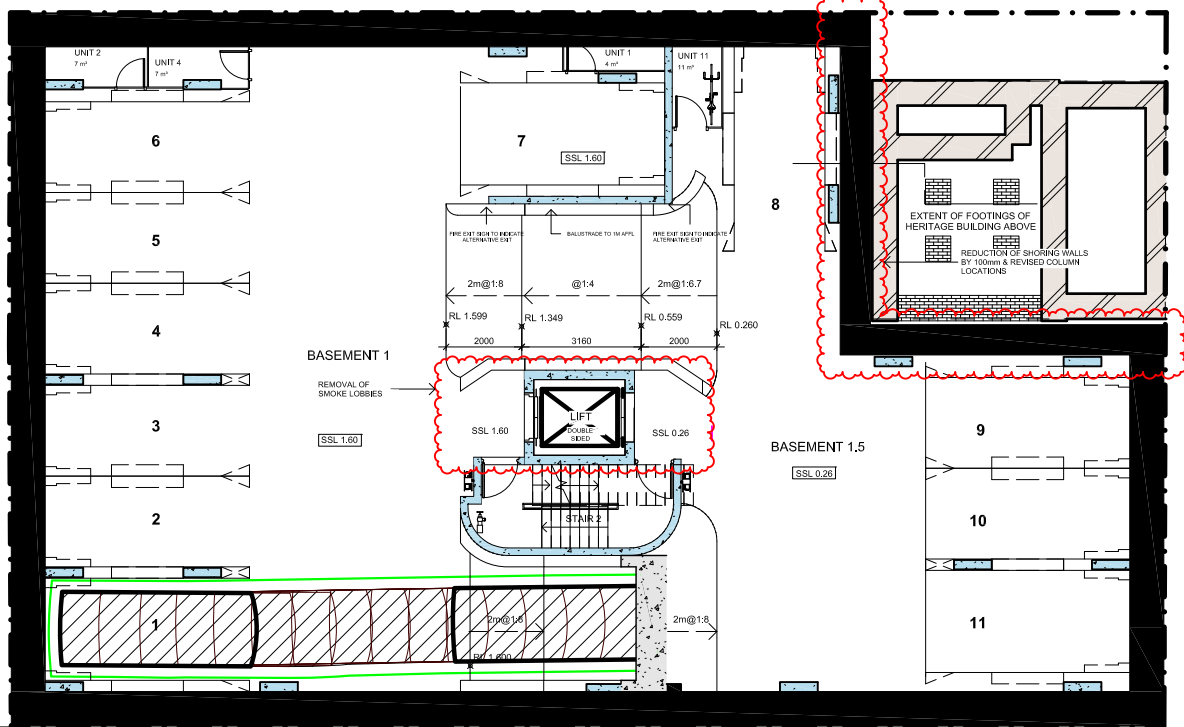 UNIT 2
7 m²
UNIT 4
7 m²
UNIT 1
4 m²
UNIT 11
11 m²
6
7
SSL 1.60
8
5
FIRE EXIT SIGN TO INDICATE
ALTERNATIVE EXIT
BALUSTRADE TO 1M AFFL
FIRE EXIT SIGN TO INDICATE
ALTERNATIVE EXIT
EXTENT OF FOOTINGS OF
HERITAGE BUILDING ABOVE
REDUCTION OF SHORING WALLS
BY 100mm & REVISED COLUMN
LOCATIONS
2m@1:8
@1:4
2m@1:6.7
RL 1.599
RL 1.349
RL 0.559
RL 0.260
4
2000
3160
2000
BASEMENT 1
REMOVAL OF
SMOKE LOBBIES
SSL 1.60
LIFT
DOUBLE
SIDED
SSL 1.60
SSL 0.26
3
BASEMENT 1.5
SSL 0.26
9
2
STAIR 2
10
1
2m@1:8
2m@1:8
11
RL 1.600